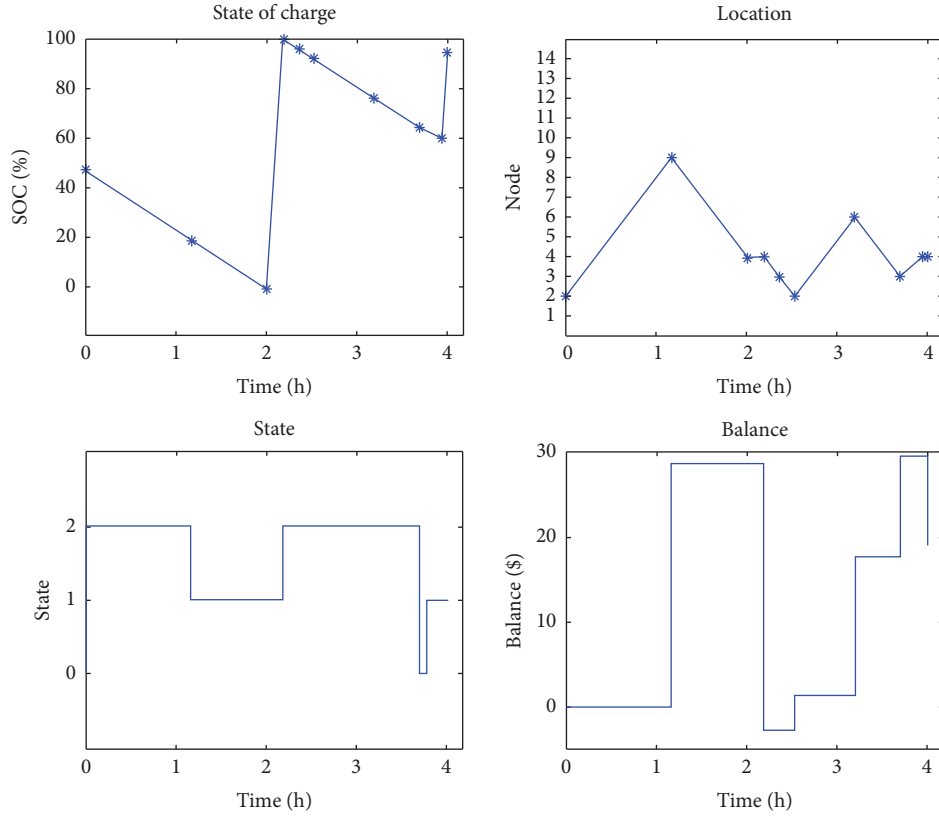 State of charge
100
80
60
40
20
0
SOC (%)
0 1 2 3 4
Time (h)
Location
14
13
12
11
10
9
8
7
6
5
4
3
2
1
Node
0 1 2 3 4
Time (h)
State
2
1
0
State
0 1 2 3 4
Time (h)
Balance
30
20
10
0
Balance ($)
0 1 2 3 4
Time (h)